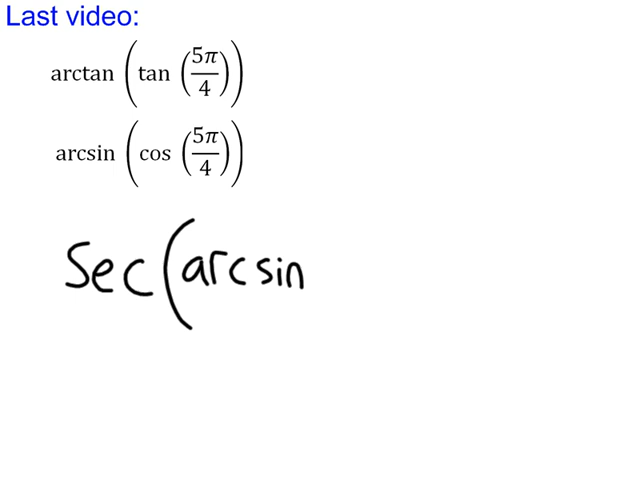 Last video:
arctan (tan (5π/4))
arcsin (cos (5π/4))
Sec (arcsin